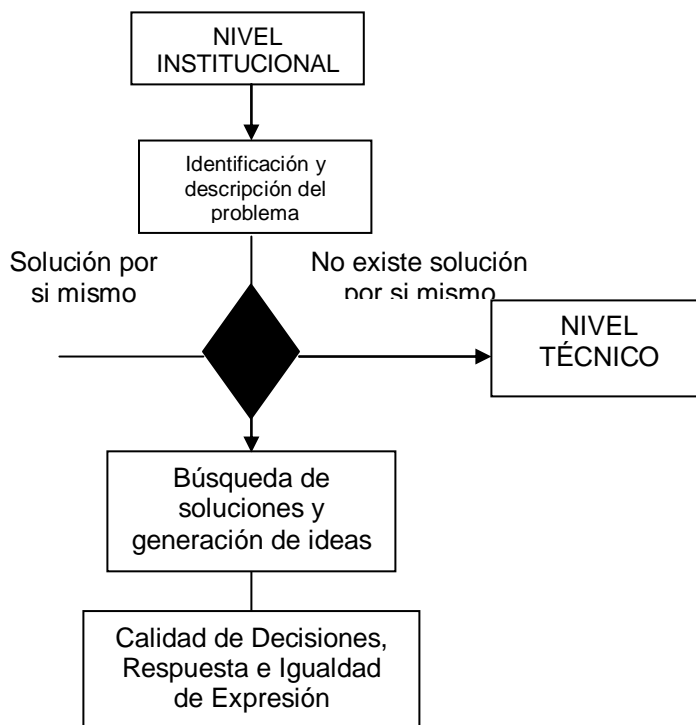 NIVEL
INSTITUCIONAL
Identificación y
descripción del
problema
Solución por
si mismo
No existe solución
por si mismo
NIVEL
TÉCNICO
Búsqueda de
soluciones y
generación de ideas
Calidad de Decisiones,
Respuesta e Igualdad
de Expresión